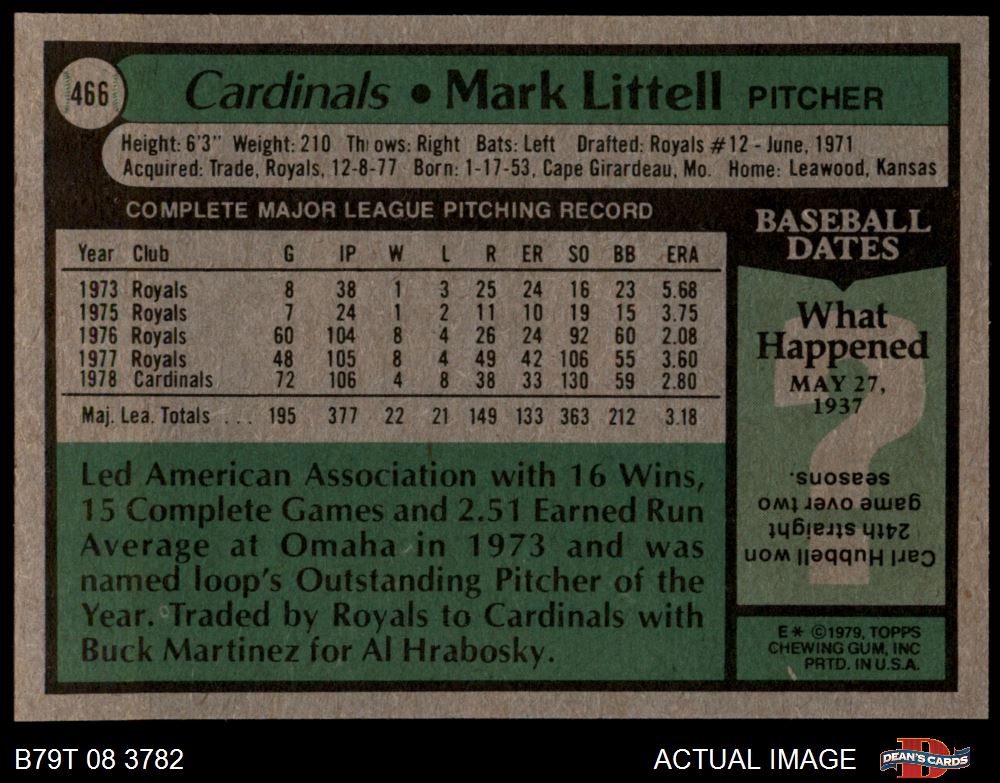 466
Cardinals • Mark Littell PITCHER
Height: 6'3" Weight: 210 Throws: Right Bats: Left Drafted: Royals #12 - June, 1971
Acquired: Trade, Royals, 12-8-77 Born: 1-17-53, Cape Girardeau, Mo. Home: Leawood, Kansas
COMPLETE MAJOR LEAGUE PITCHING RECORD
Year Club G IP W L R ER SO BB ERA
1973 Royals 8 38 1 3 25 24 16 23 5.68
1975 Royals 7 24 1 2 11 10 19 15 3.75
1976 Royals 60 104 8 4 26 24 92 60 2.08
1977 Royals 48 105 8 4 49 42 106 55 3.60
1978 Cardinals 72 106 4 8 38 33 130 59 2.80
Maj. Lea. Totals . . . 195 377 22 21 149 133 363 212 3.18
Led American Association with 16 Wins,
15 Complete Games and 2.51 Earned Run
Average at Omaha in 1973 and was
named loop's Outstanding Pitcher of the
Year. Traded by Royals to Cardinals with
Buck Martinez for Al Hrabosky.
BASEBALL
DATES
What
Happened
MAY 27,
1937
?
Carl Hubbell won
24th straight
game over two
seasons.
E* ©1979, TOPPS
CHEWING GUM, INC
PRTD. IN U.S.A.
B79T 08 3782
ACTUAL IMAGE
D
DEAN'S CARDS